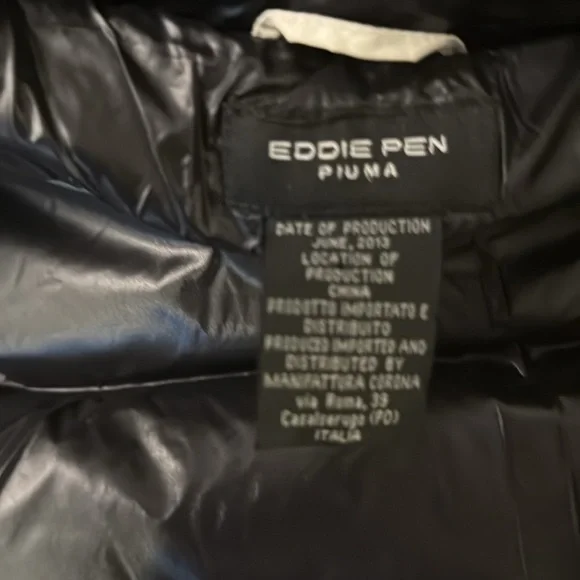 EDDIE PEN
PIUMA
DATE OF PRODUCTION
JUNE, 2013
LOCATION OF
PRODUCTION
CHINA
PRODOTTO IMPORTATO E
DISTRIBUITO
PRODUCED IMPORTED AND
DISTRIBUTED BY
MANIFATTURA CORONA
via Roma, 39
Casalserugo (PD)
ITALIA